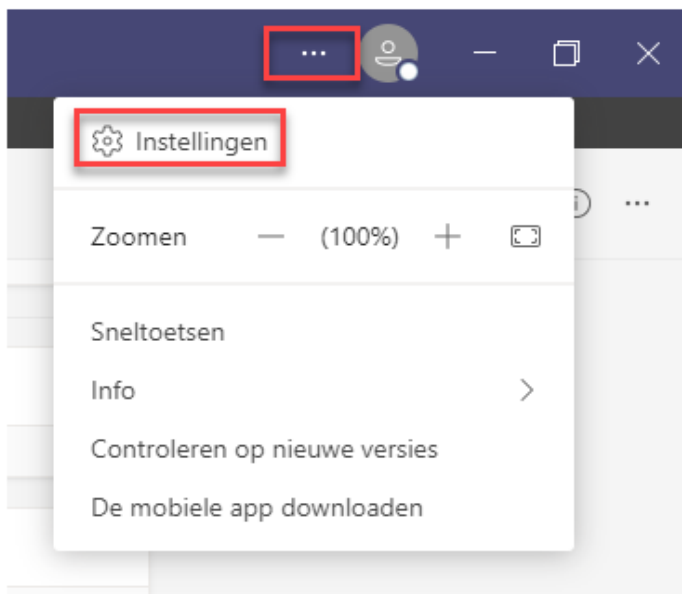 ...
Instellingen
Zoomen — (100%) +
...
Sneltoetsen
Info
Controleren op nieuwe versies
De mobiele app downloaden